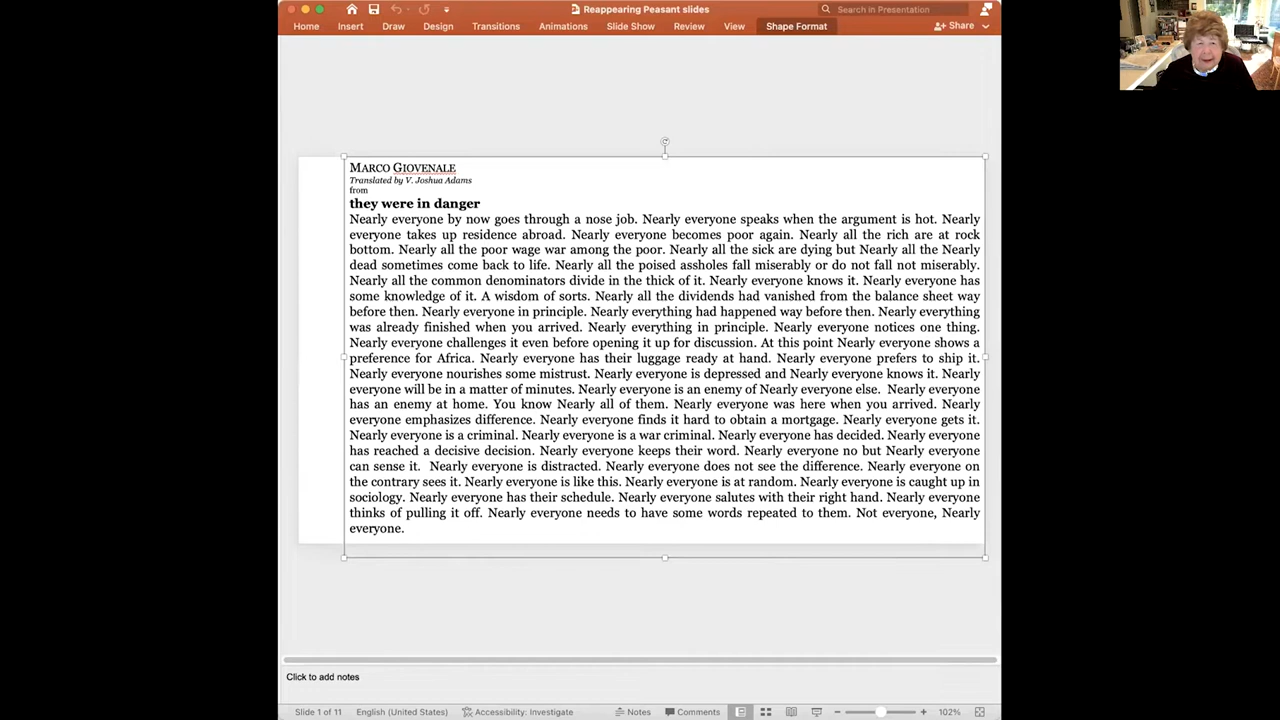 Reappearing Peasant slides
Search in Presentation
Home Insert Draw Design Transitions Animations Slide Show Review View Shape Format Share
MARCO GIOVENALE
Translated by V. Joshua Adams
from
they were in danger
Nearly everyone by now goes through a nose job. Nearly everyone speaks when the argument is hot. Nearly
everyone takes up residence abroad. Nearly everyone becomes poor again. Nearly all the rich are at rock
bottom. Nearly all the poor wage war among the poor. Nearly all the sick are dying but Nearly all the Nearly
dead sometimes come back to life. Nearly all the poised assholes fall miserably or do not fall not miserably.
Nearly all the common denominators divide in the thick of it. Nearly everyone knows it. Nearly everyone has
some knowledge of it. A wisdom of sorts. Nearly all the dividends had vanished from the balance sheet way
before then. Nearly everyone in principle. Nearly everything had happened way before then. Nearly everything
was already finished when you arrived. Nearly everything in principle. Nearly everyone notices one thing.
Nearly everyone challenges it even before opening it up for discussion. At this point Nearly everyone shows a
preference for Africa. Nearly everyone has their luggage ready at hand. Nearly everyone prefers to ship it.
Nearly everyone nourishes some mistrust. Nearly everyone is depressed and Nearly everyone knows it. Nearly
everyone will be in a matter of minutes. Nearly everyone is an enemy of Nearly everyone else. Nearly everyone
has an enemy at home. You know Nearly all of them. Nearly everyone was here when you arrived. Nearly
everyone emphasizes difference. Nearly everyone finds it hard to obtain a mortgage. Nearly everyone gets it.
Nearly everyone is a criminal. Nearly everyone is a war criminal. Nearly everyone has decided. Nearly everyone
has reached a decisive decision. Nearly everyone keeps their word. Nearly everyone no but Nearly everyone
can sense it. Nearly everyone is distracted. Nearly everyone does not see the difference. Nearly everyone on
the contrary sees it. Nearly everyone is like this. Nearly everyone is at random. Nearly everyone is caught up in
sociology. Nearly everyone has their schedule. Nearly everyone salutes with their right hand. Nearly everyone
thinks of pulling it off. Nearly everyone needs to have some words repeated to them. Not everyone, Nearly
everyone.
Click to add notes
Slide 1 of 11 English (United States) Accessibility: Investigate Notes Comments 102%